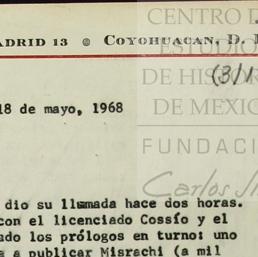 CENTRO D
ESTUDIO
DE HISTOR
DE MEXIC
FUNDACI
Carlos
ADRID 13 @ COYOHUACAN, D.
(3/1
18 de mayo, 1968
dio su llamada hace dos horas.
con el licenciado Cossío y el
ado los prólogos en turno: uno
a publicar Misrachi (a mil